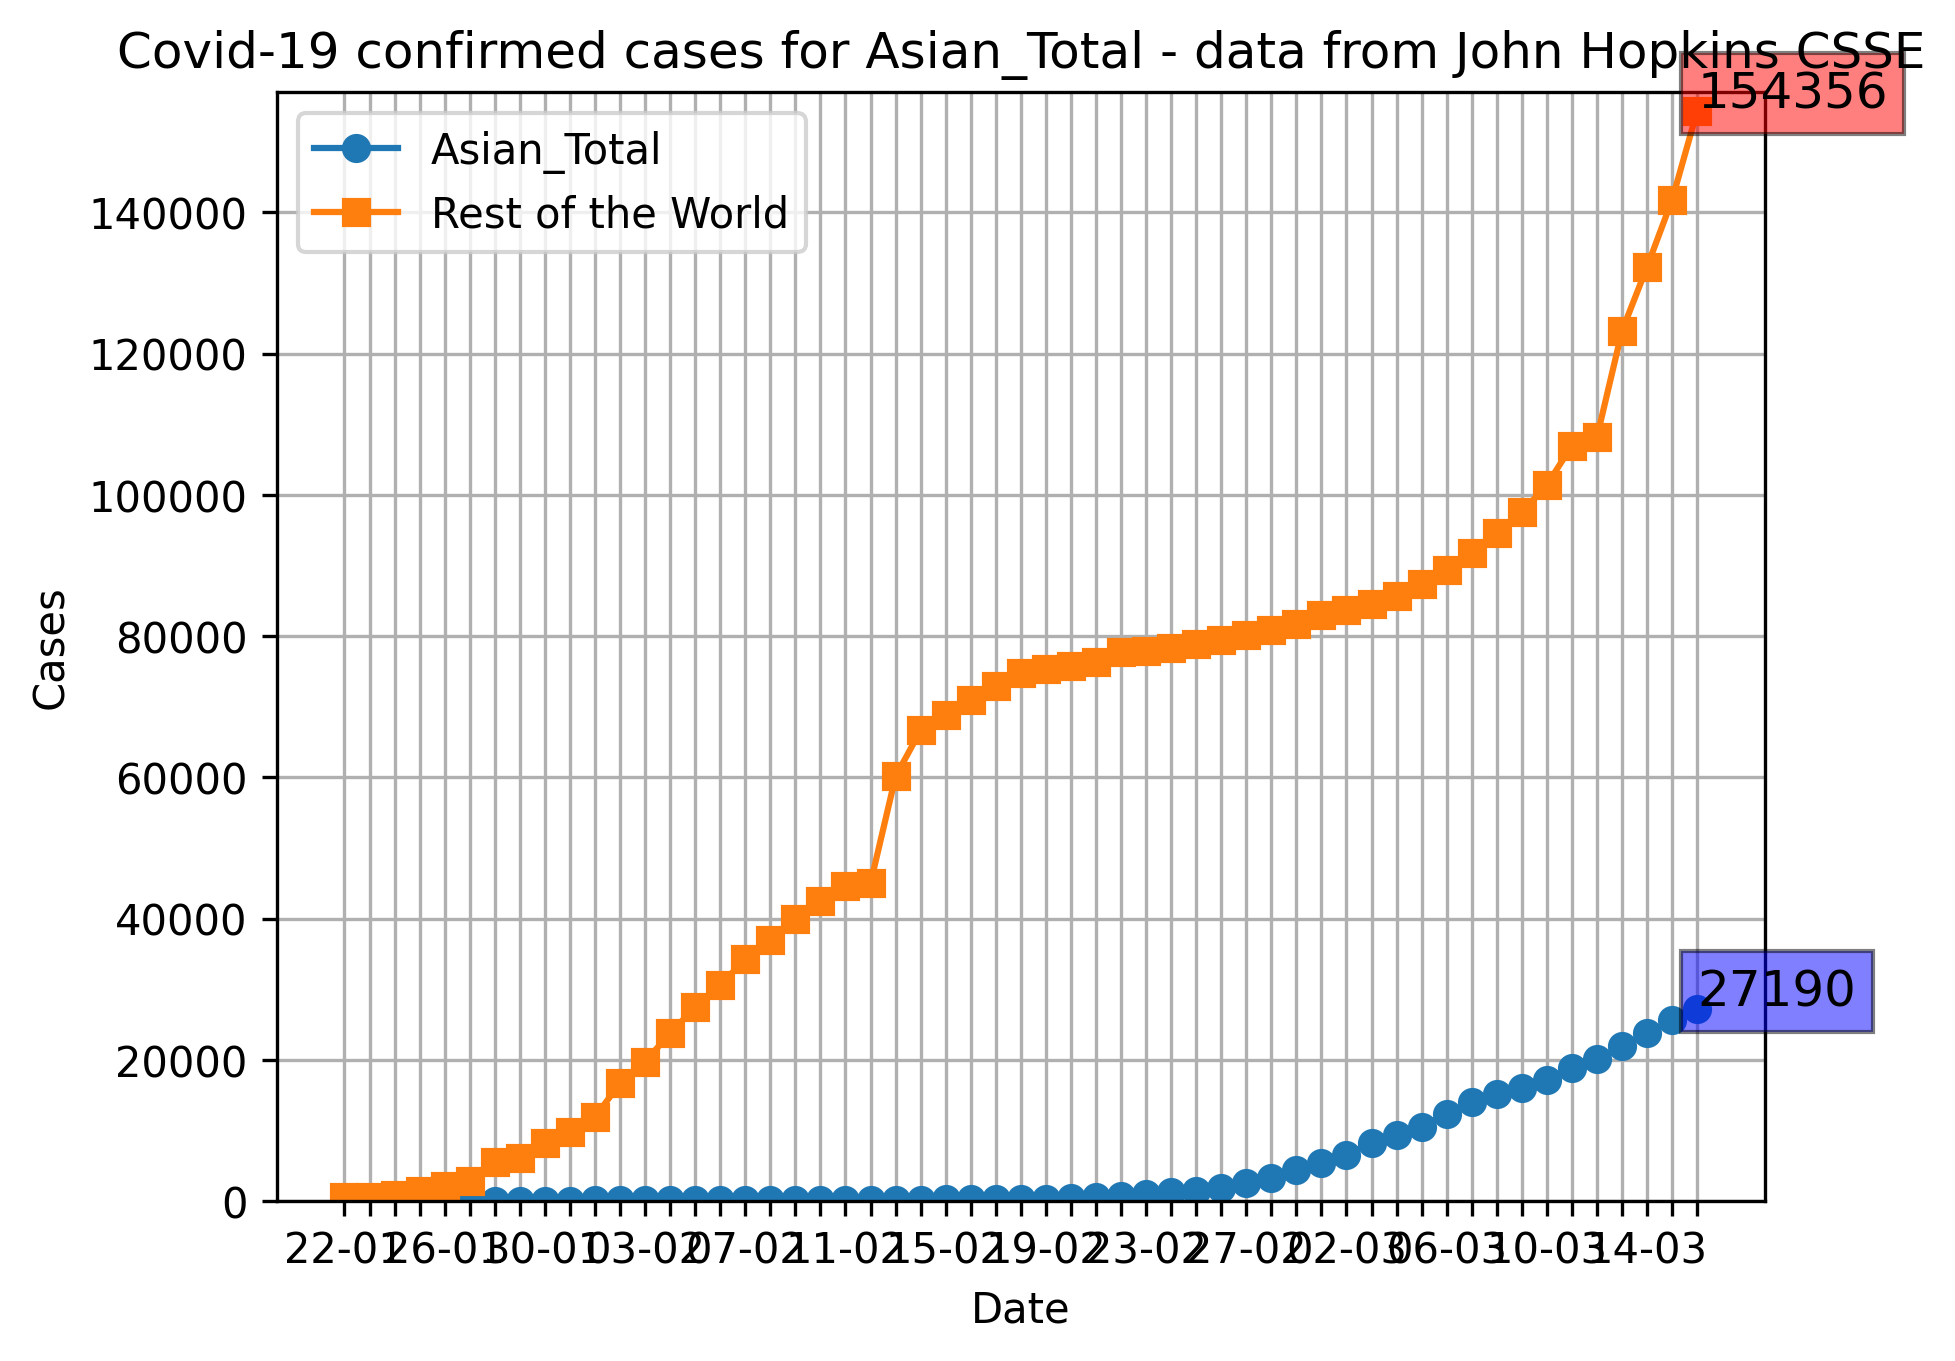 Covid-19 confirmed cases for Asian_Total - data from John Hopkins CSSE
154356
Asian_Total
Rest of the World
140000
120000
100000
80000
60000
40000
20000
0
Cases
27190
22-01 26-01 30-01 03-02 07-02 11-02 15-02 19-02 23-02 27-02 02-03 06-03 10-03 14-03
Date